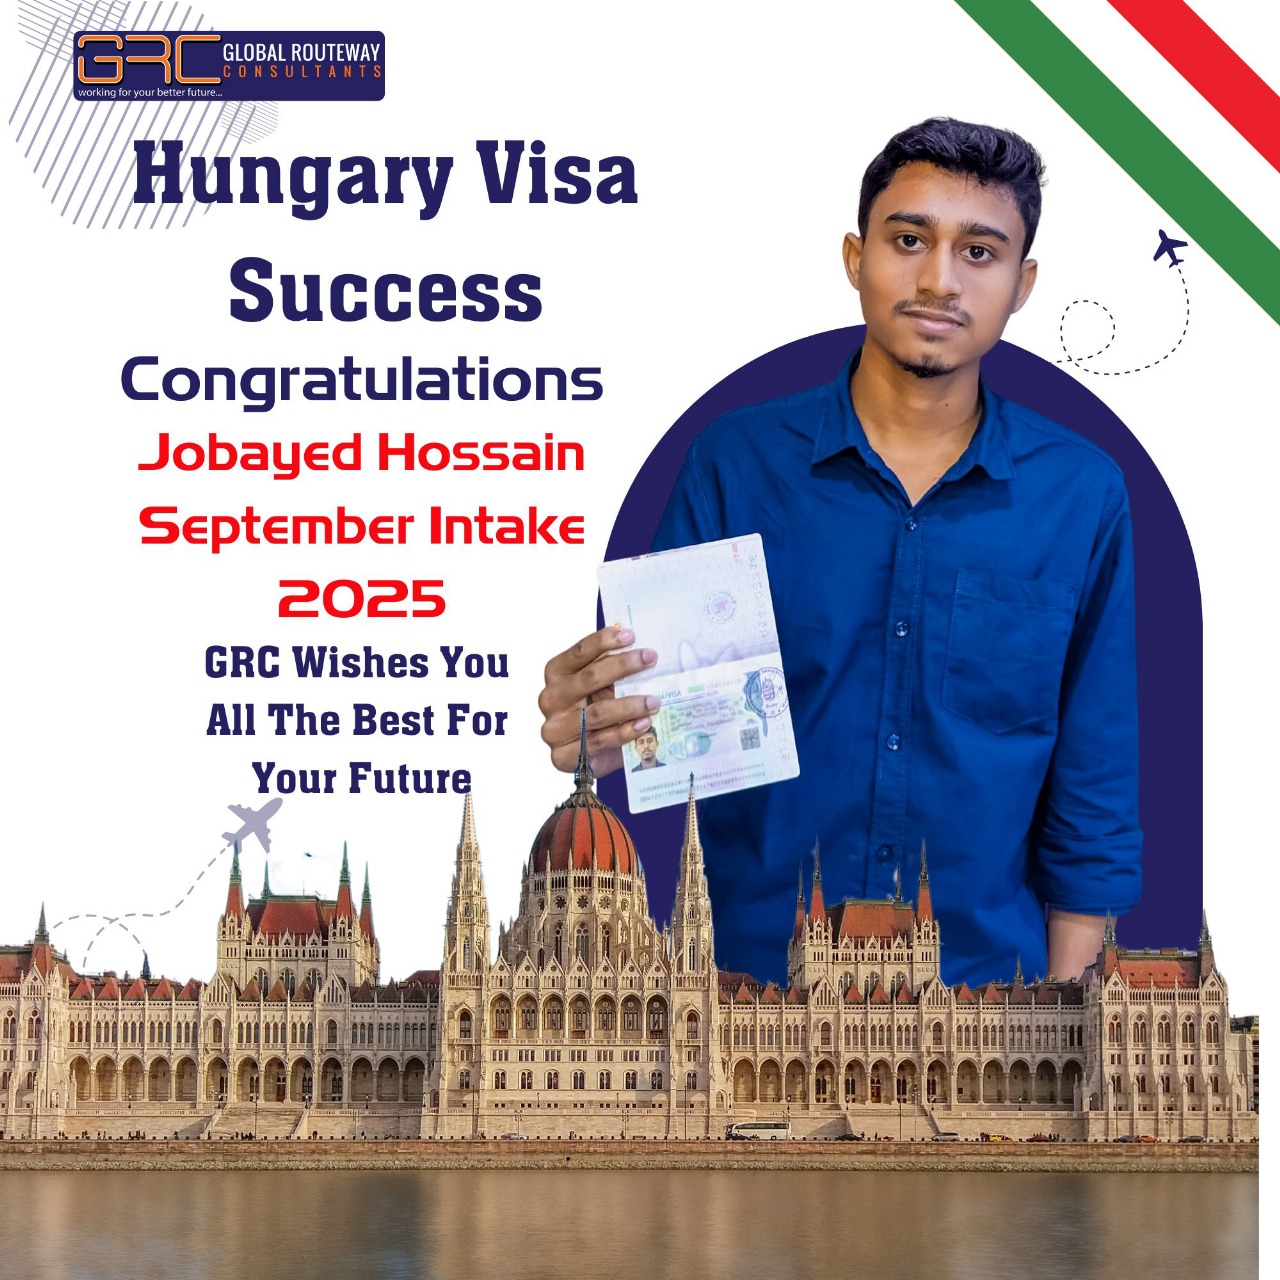 GRC GLOBAL ROUTEWAY
CONSULTANTS
working for your better future...
Hungary Visa
Success
Congratulations
Jobayed Hossain
September Intake
2025
GRC Wishes You
All The Best For
Your Future